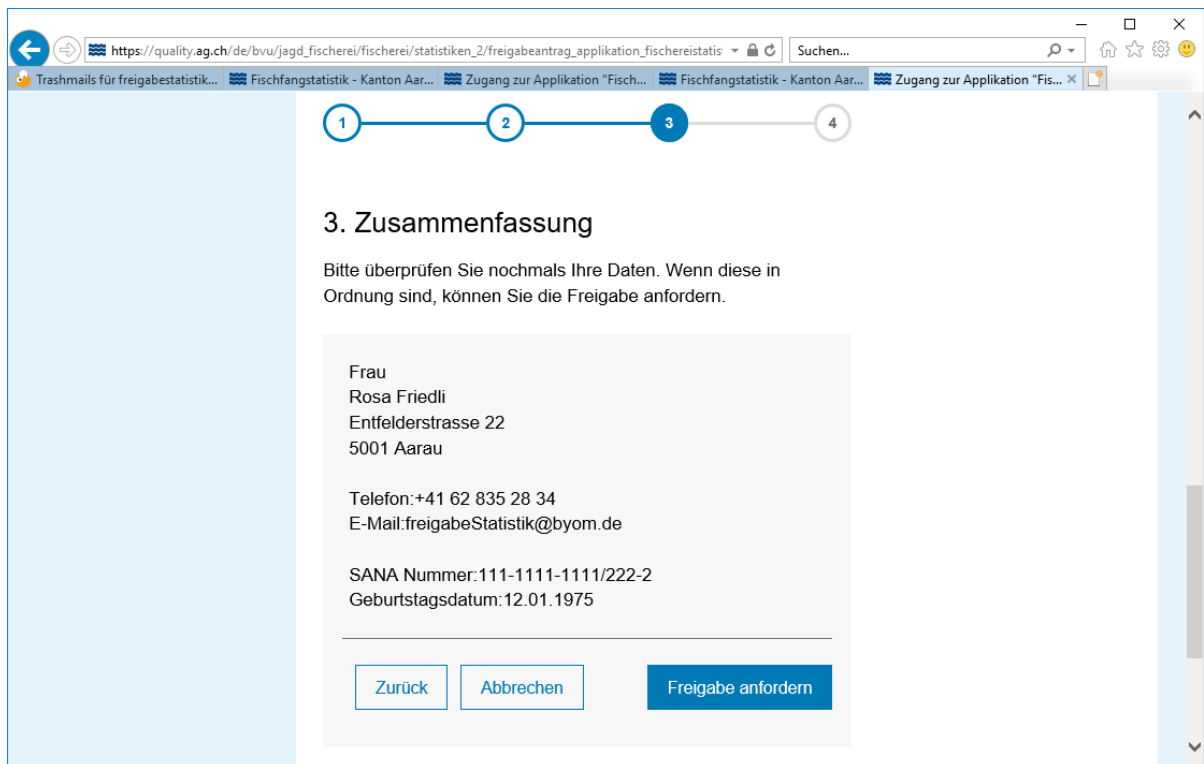 https://quality.ag.ch/de/bvu/jagd_fischerei/fischerei/statistiken_2/freigabeantrag_applikation_fischereistatis
Suchen...
Trashmails für freigabestatistik...
Fischfangstatistik - Kanton Aar...
Zugang zur Applikation "Fisch...
Fischfangstatistik - Kanton Aar...
Zugang zur Applikation "Fis...
1 2 3 4
3. Zusammenfassung
Bitte überprüfen Sie nochmals Ihre Daten. Wenn diese in
Ordnung sind, können Sie die Freigabe anfordern.
Frau
Rosa Friedli
Entfelderstrasse 22
5001 Aarau
Telefon:+41 62 835 28 34
E-Mail:freigabeStatistik@byom.de
SANA Nummer:111-1111-1111/222-2
Geburtstagsdatum:12.01.1975
Zurück
Abbrechen
Freigabe anfordern